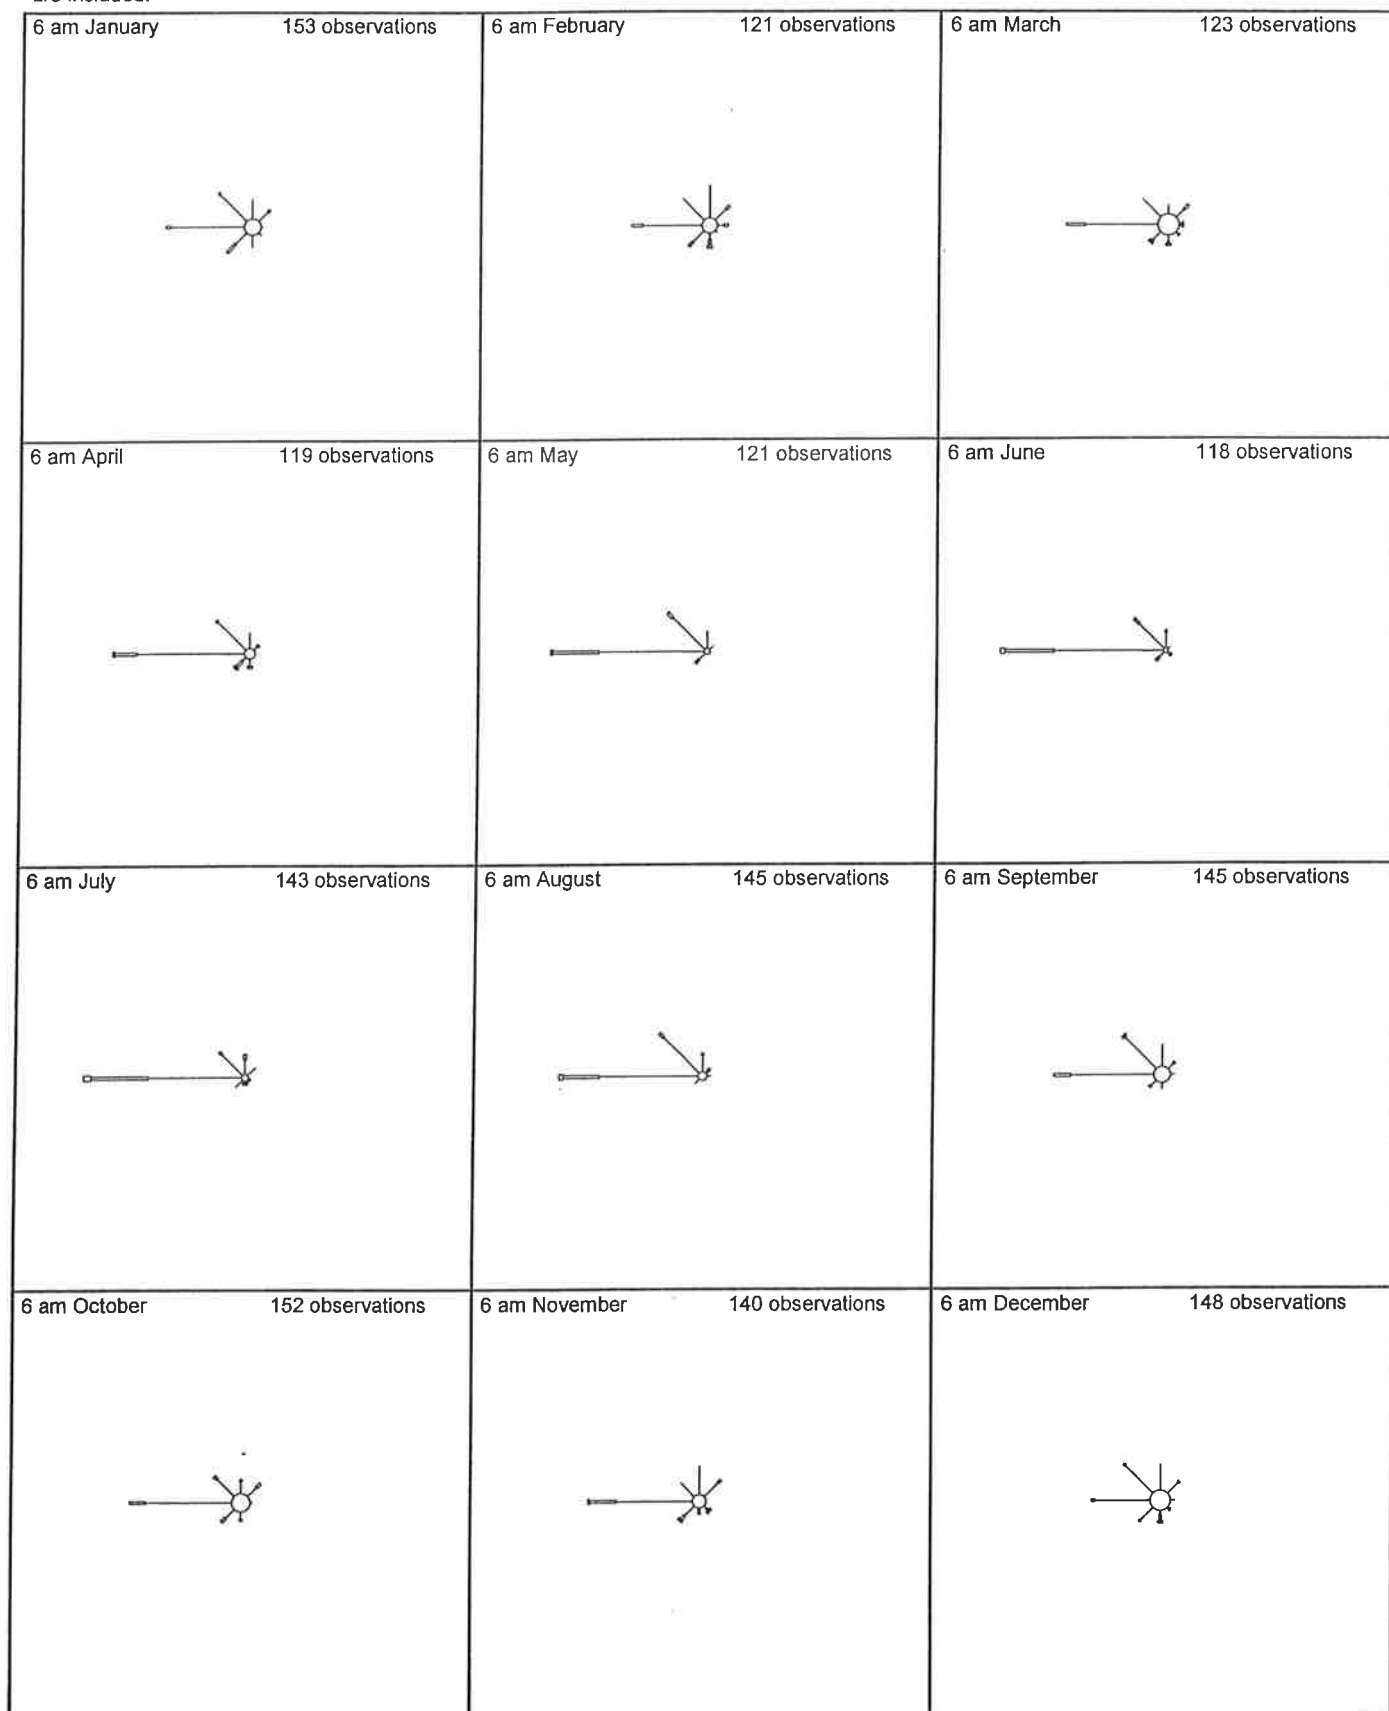 6 am January 153 observations 6 am February 121 observations 6 am March 123 observations
6 am April 119 observations 6 am May 121 observations 6 am June 118 observations
6 am July 143 observations 6 am August 145 observations 6 am September 145 observations
6 am October 152 observations 6 am November 140 observations 6 am December 148 observations